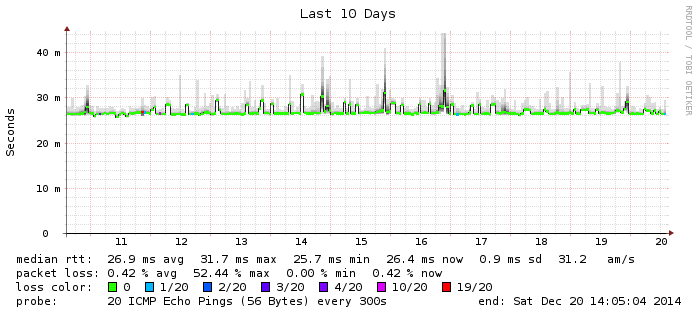 Last 10 Days
RRDTOOL / TOBI OETIKER
Seconds
40 m
30 m
20 m
10 m
0
11 12 13 14 15 16 17 18 19 20
median rtt: 26.9 ms avg 31.7 ms max 25.7 ms min 26.4 ms now 0.9 ms sd 31.2 am/s
packet loss: 0.42 % avg 52.44 % max 0.00 % min 0.42 % now
loss color: 0 1/20 2/20 3/20 4/20 10/20 19/20
probe: 20 ICMP Echo Pings (56 Bytes) every 300s end: Sat Dec 20 14:05:04 2014